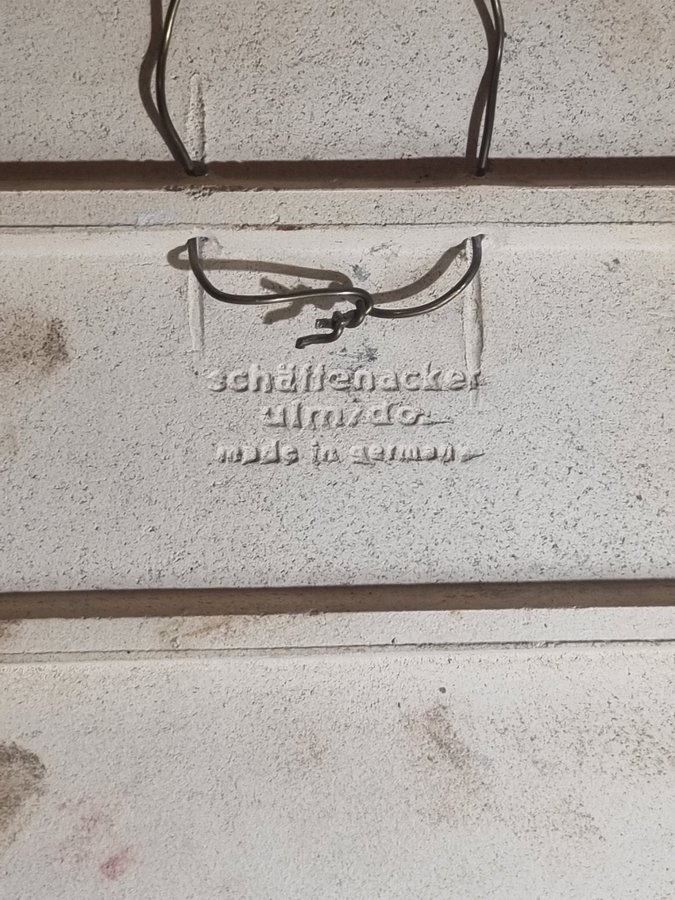 schäffenacker
ulm/do.
made in germany